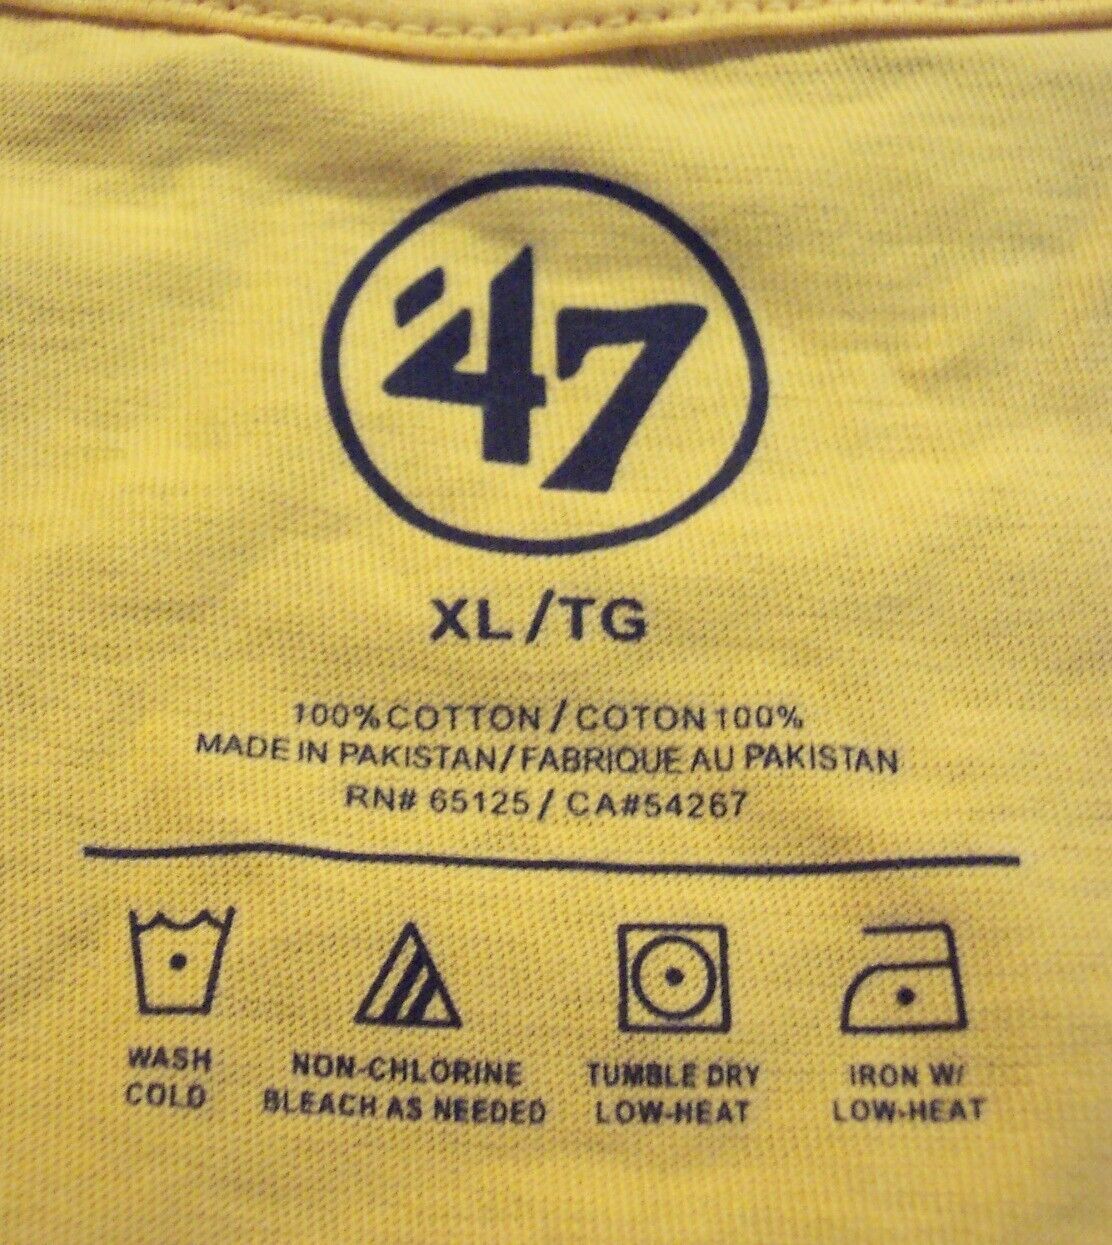 '47
XL/TG
100% COTTON / COTON 100%
MADE IN PAKISTAN/FABRIQUE AU PAKISTAN
RN# 65125 / CA#54267
WASH COLD
NON-CHLORINE BLEACH AS NEEDED
TUMBLE DRY LOW-HEAT
IRON W/ LOW-HEAT